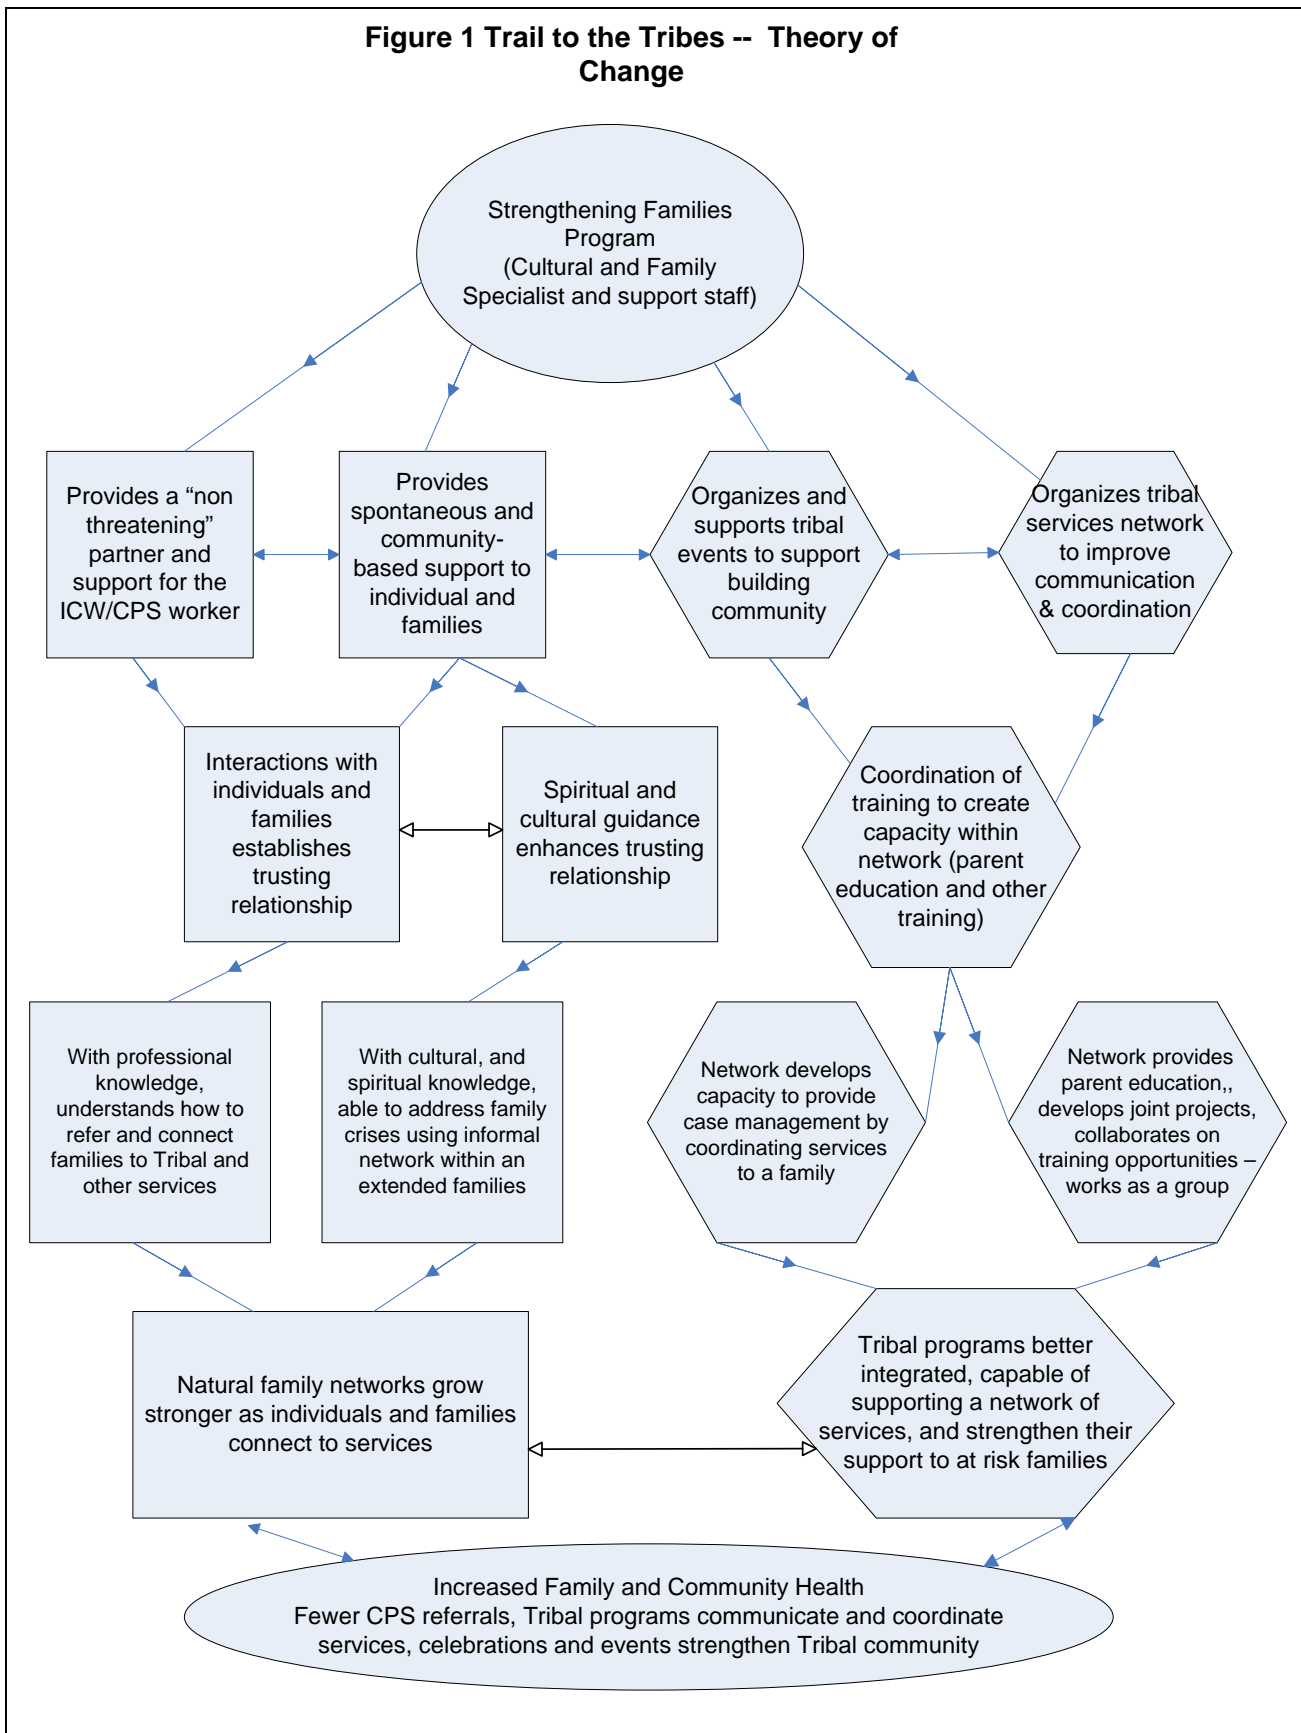 Figure 1 Trail to the Tribes --  Theory of
Change
Strengthening Families
Program
(Cultural and Family
Specialist and support staff)
Provides a “non
threatening”
partner and
support for the
ICW/CPS worker
Provides
spontaneous and
community-
based support to
individual and
families
Organizes and
supports tribal
events to support
building
community
Organizes tribal
services network
to improve
communication
& coordination
Interactions with
individuals and
families
establishes
trusting
relationship
Spiritual and
cultural guidance
enhances trusting
relationship
Coordination of
training to create
capacity within
network (parent
education and other
training)
With professional
knowledge,
understands how to
refer and connect
families to Tribal and
other services
With cultural, and
spiritual knowledge,
able to address family
crises using informal
network within an
extended families
Network develops
capacity to provide
case management by
coordinating services
to a family
Network provides
parent education,,
develops joint projects,
collaborates on
training opportunities –
works as a group
Natural family networks grow
stronger as individuals and families
connect to services
Tribal programs better
integrated, capable of
supporting a network of
services, and strengthen their
support to at risk families
Increased Family and Community Health
Fewer CPS referrals, Tribal programs communicate and coordinate
services, celebrations and events strengthen Tribal community